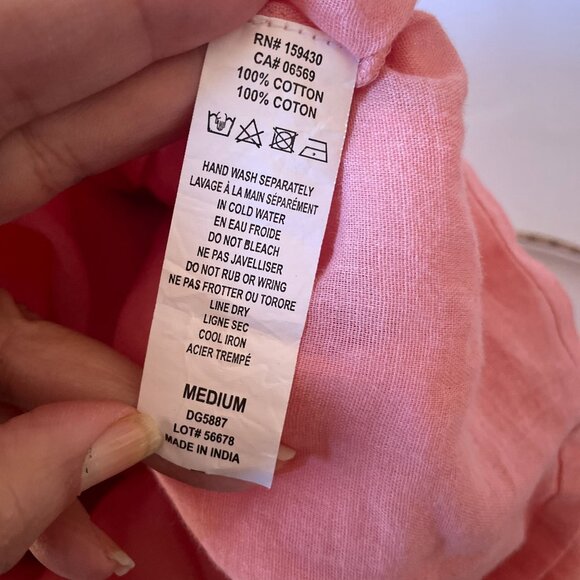 RN# 159430
CA# 06569
100% COTTON
100% COTON
HAND WASH SEPARATELY
LAVAGE À LA MAIN SÉPARÉMENT
IN COLD WATER
EN EAU FROIDE
DO NOT BLEACH
NE PAS JAVELLISER
DO NOT RUB OR WRING
NE PAS FROTTER OU TORORE
LINE DRY
LIGNE SEC
COOL IRON
ACIER TREMPÉ
MEDIUM
DG5887
LOT# 56678
MADE IN INDIA